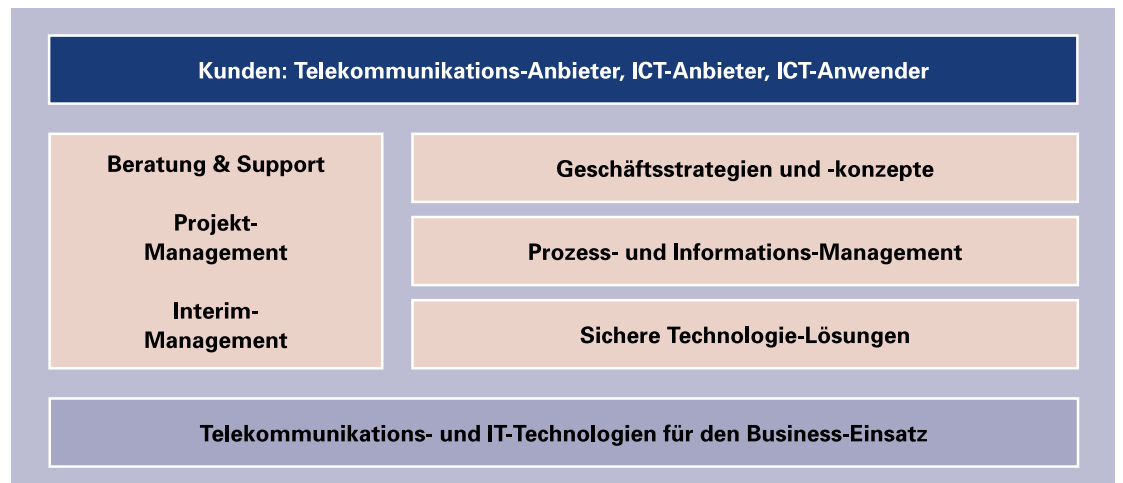 Kunden: Telekommunikations-Anbieter, ICT-Anbieter, ICT-Anwender
Beratung & Support
Projekt-
Management
Interim-
Management
Geschäftsstrategien und -konzepte
Prozess- und Informations-Management
Sichere Technologie-Lösungen
Telekommunikations- und IT-Technologien für den Business-Einsatz